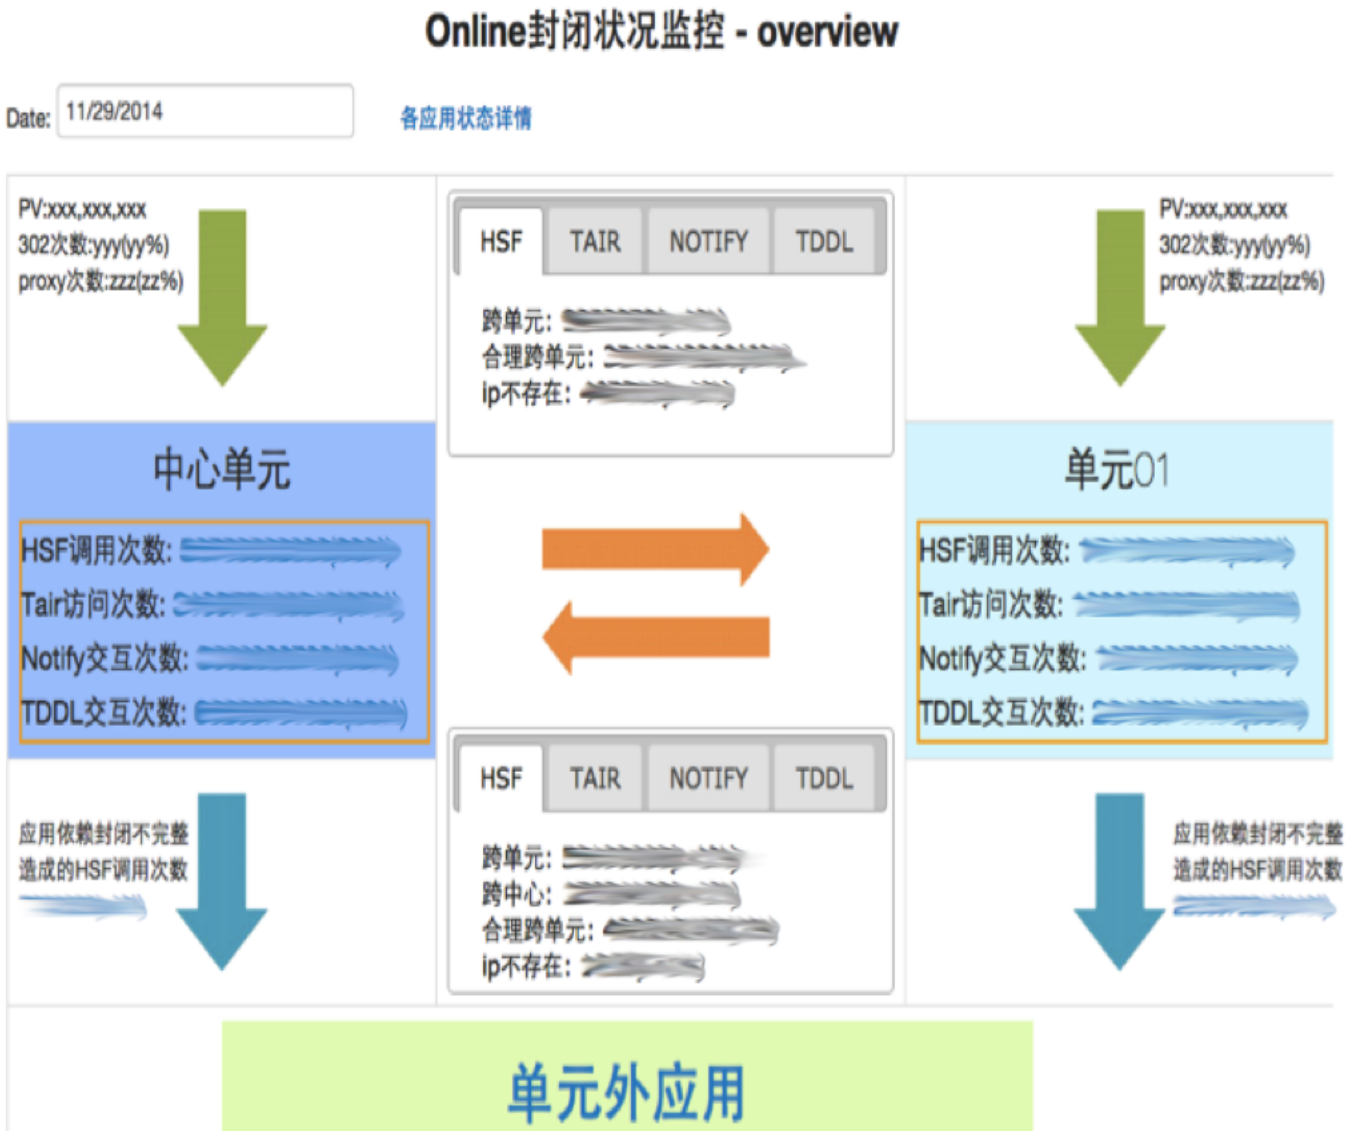 Online封闭状况监控 - overview
Date: 11/29/2014 各应用状态详情
PV:xxx,xxx,xxx
302次数:yyy(yy%)
proxy次数:zzz(zz%)
HSF TAIR NOTIFY TDDL
跨单元:
合理跨单元:
ip不存在:
PV:xxx,xxx,xxx
302次数:yyy(yy%)
proxy次数:zzz(zz%)
中心单元
HSF调用次数:
Tair访问次数:
Notify交互次数:
TDDL交互次数:
单元01
HSF调用次数:
Tair访问次数:
Notify交互次数:
TDDL交互次数:
应用依赖封闭不完整
造成的HSF调用次数
HSF TAIR NOTIFY TDDL
跨单元:
跨中心:
合理跨单元:
ip不存在:
应用依赖封闭不完整
造成的HSF调用次数
单元外应用